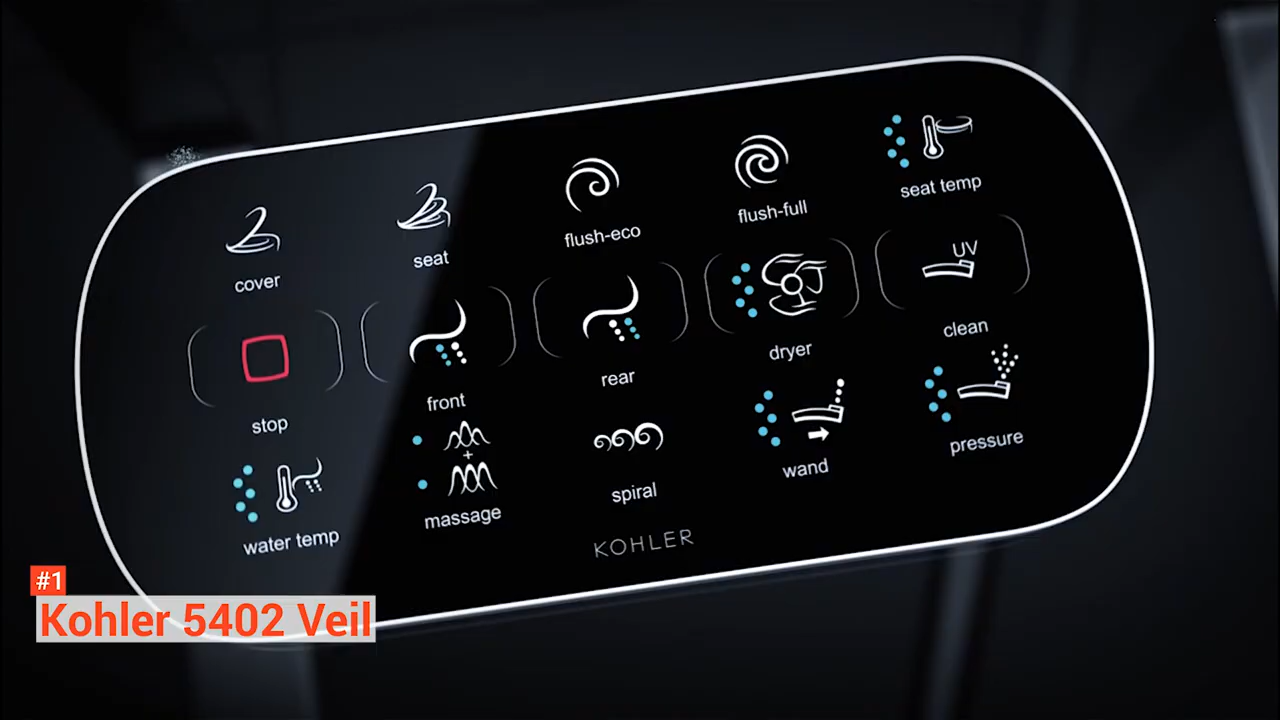 cover
seat
flush-eco
flush-full
seat temp
stop
front
rear
dryer
UV
clean
water temp
+
massage
spiral
wand
pressure
KOHLER
#1
Kohler 5402 Veil